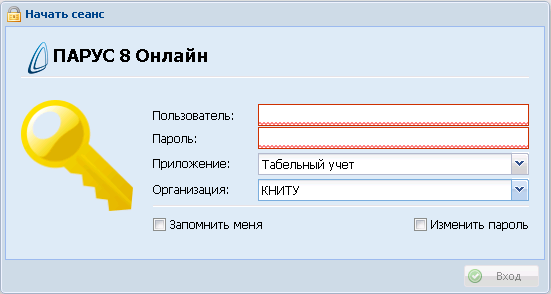 Начать сеанс
ПАРУС 8 Онлайн
Пользователь:
Пароль:
Приложение: Табельный учет
Организация: КНИТУ
Запомнить меня Изменить пароль
Вход